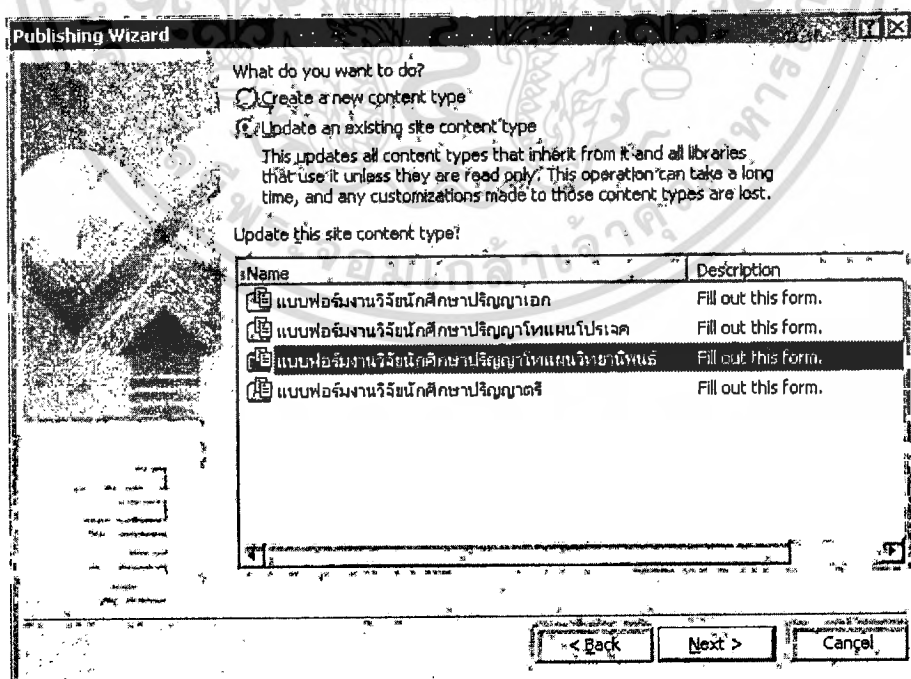 Publishing Wizard
What do you want to do?
Create a new content type
Update an existing site content type
This updates all content types that inherit from it and all libraries
that use it unless they are read only. This operation can take a long
time, and any customizations made to those content types are lost.
Update this site content type:
Name Description
แบบฟอร์มงานวิจัยนักศึกษาปริญญาเอก Fill out this form.
แบบฟอร์มงานวิจัยนักศึกษาปริญญาโทแผนโปรเจค Fill out this form.
แบบฟอร์มงานวิจัยนักศึกษาปริญญาโทแผนวิทยานิพนธ์ Fill out this form.
แบบฟอร์มงานวิจัยนักศึกษาปริญญาตรี Fill out this form.
< Back Next > Cancel